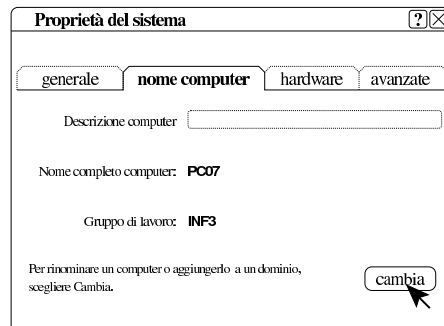 Proprietà del sistema ?
generale nome computer hardware avanzate
Descrizione computer
Nome completo computer: PC07
Gruppo di lavoro: INF3
Per rinominare un computer o aggiungerlo a un dominio,
scegliere Cambia.
cambia